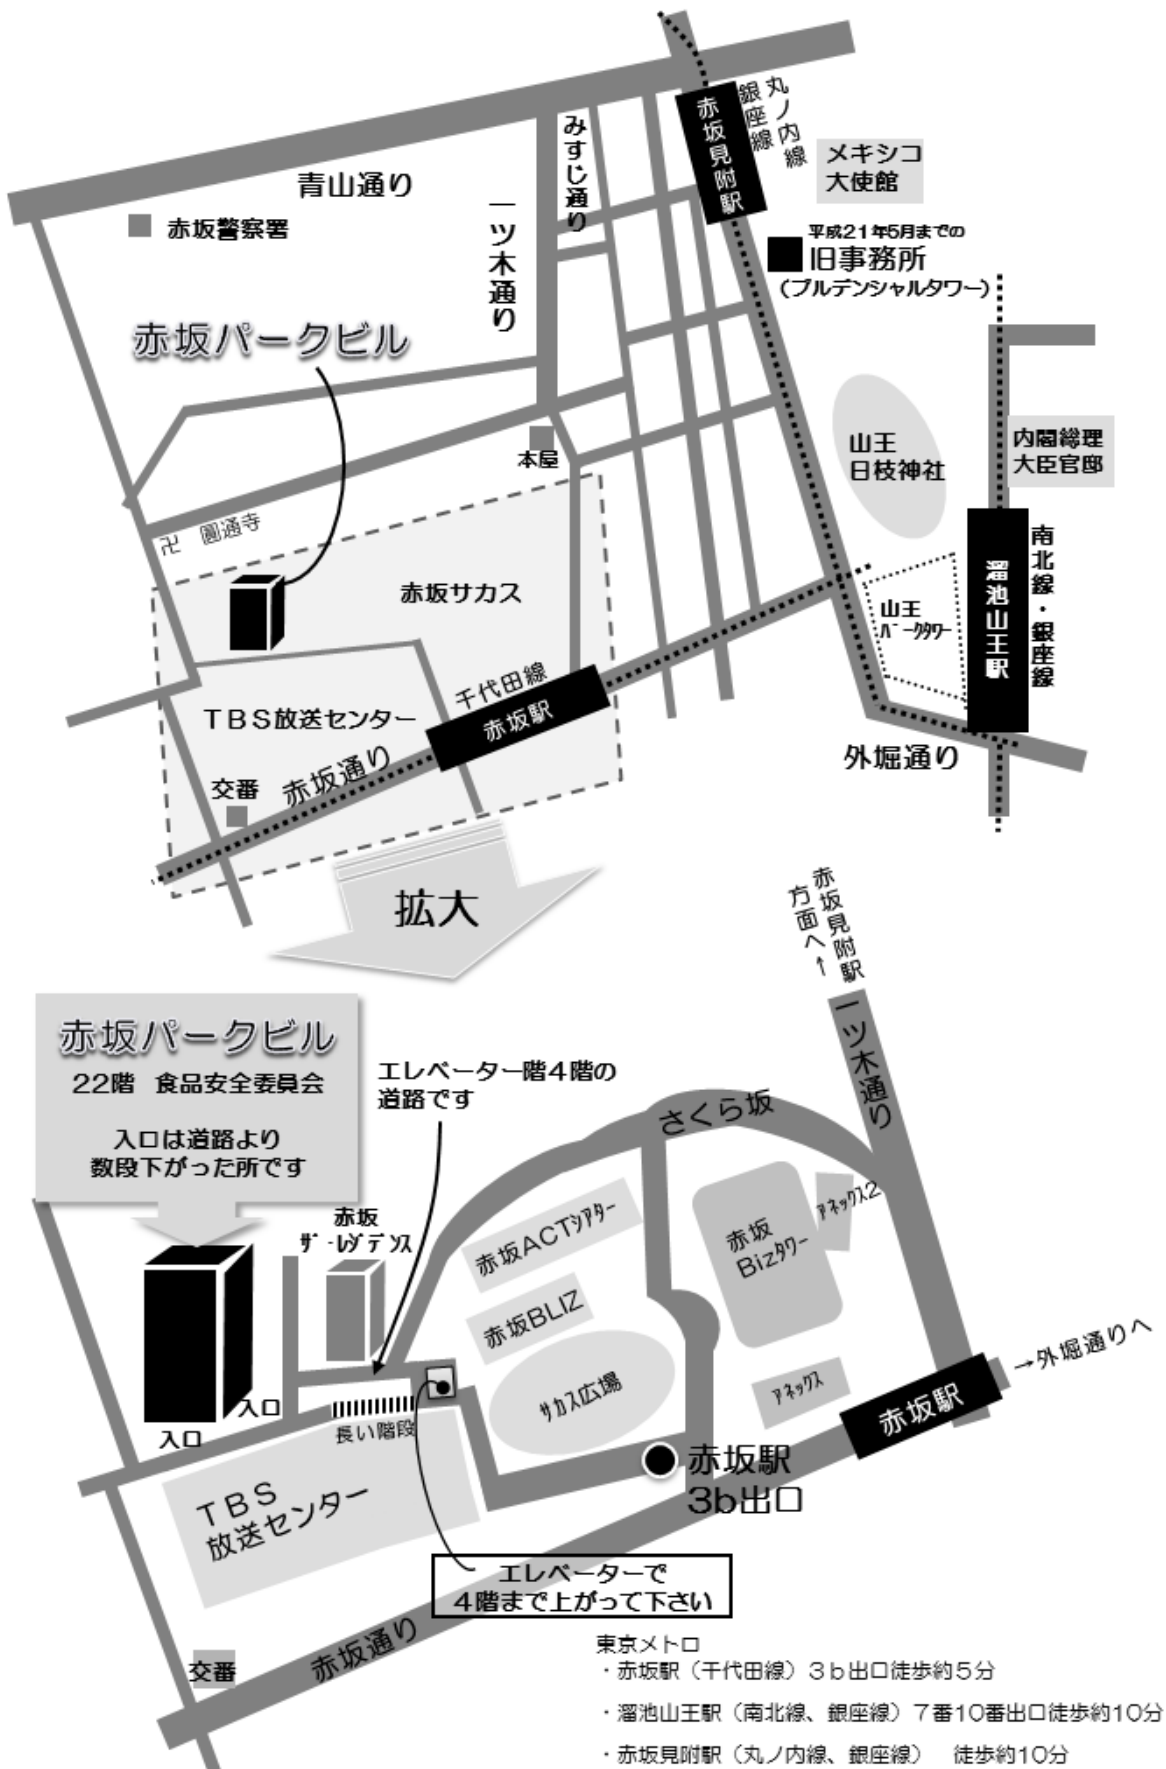 丸ノ内線
銀座線
赤坂見附駅
みすじ通り
メキシコ
大使館
青山通り
赤坂警察署
一ツ木通り
平成21年5月までの
旧事務所
（プルデンシャルタワー）
赤坂パークビル
山王
日枝神社
内閣総理
大臣官邸
本屋
卍 圓通寺
赤坂サカス
山王
パークタワー
溜池山王駅
南北線・銀座線
千代田線
赤坂駅
TBS放送センター
赤坂通り
交番
外堀通り
拡大
赤坂見附駅
方面へ↑
一ツ木通り
赤坂パークビル
22階 食品安全委員会
入口は道路より
数段下がった所です
エレベーター階4階の
道路です
さくら坂
赤坂
ザ・レジデンス
赤坂ACTシアター
赤坂
Bizタワー
アネックス2
赤坂BLIZ
サカス広場
アネックス
→外堀通りへ
赤坂駅
入口
入口
長い階段
赤坂駅
3b出口
TBS
放送センター
エレベーターで
4階まで上がって下さい
赤坂通り
交番
東京メトロ
・赤坂駅（千代田線）3b出口徒歩約5分
・溜池山王駅（南北線、銀座線）7番10番出口徒歩約10分
・赤坂見附駅（丸ノ内線、銀座線） 徒歩約10分